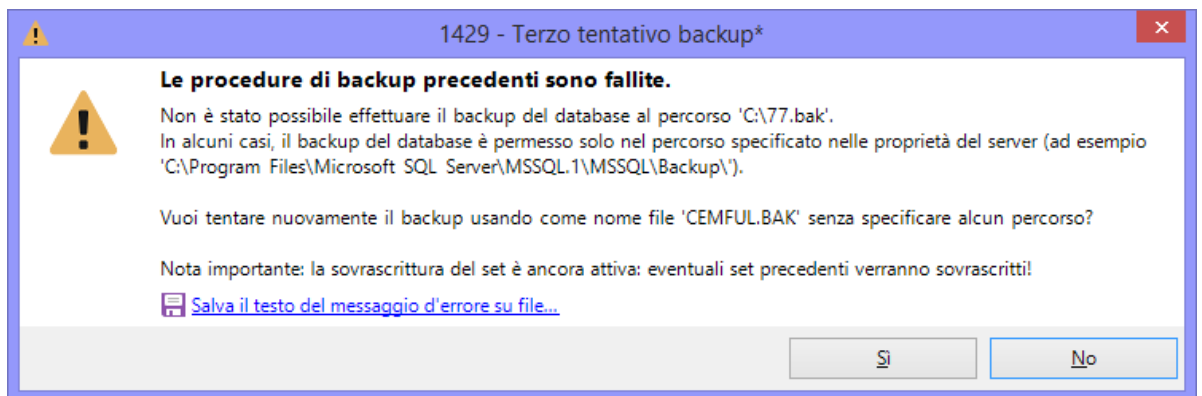 1429 - Terzo tentativo backup*
Le procedure di backup precedenti sono fallite.
Non è stato possibile effettuare il backup del database al percorso 'C:\77.bak'.
In alcuni casi, il backup del database è permesso solo nel percorso specificato nelle proprietà del server (ad esempio
'C:\Program Files\Microsoft SQL Server\MSSQL.1\MSSQL\Backup\').
Vuoi tentare nuovamente il backup usando come nome file 'CEMFUL.BAK' senza specificare alcun percorso?
Nota importante: la sovrascrittura del set è ancora attiva: eventuali set precedenti verranno sovrascritti!
Salva il testo del messaggio d'errore su file...
Sì
No